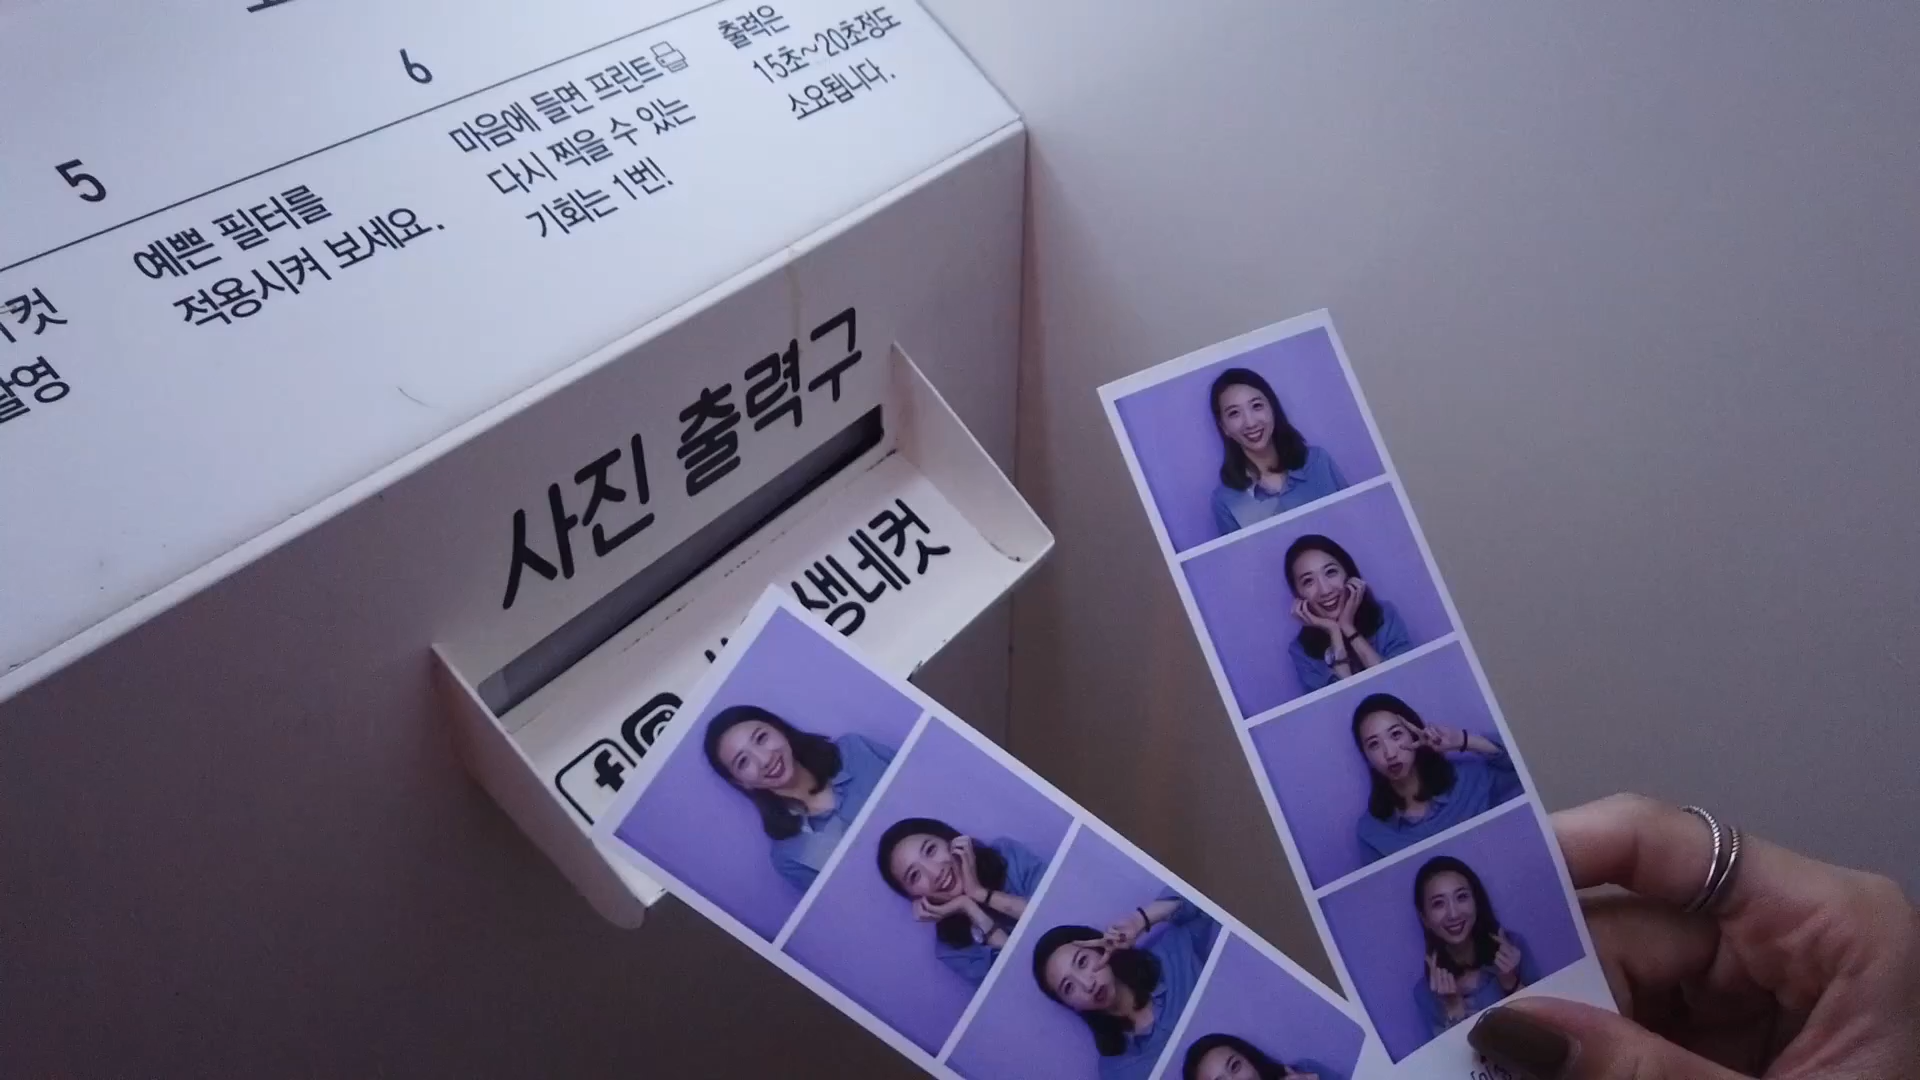 5
6
컷
촬영
예쁜 필터를
적용시켜 보세요.
마음에 들면 프린트
다시 찍을 수 있는
기회는 1번!
출력은
15초~20초정도
소요됩니다.
사진 출력구
생네컷
f